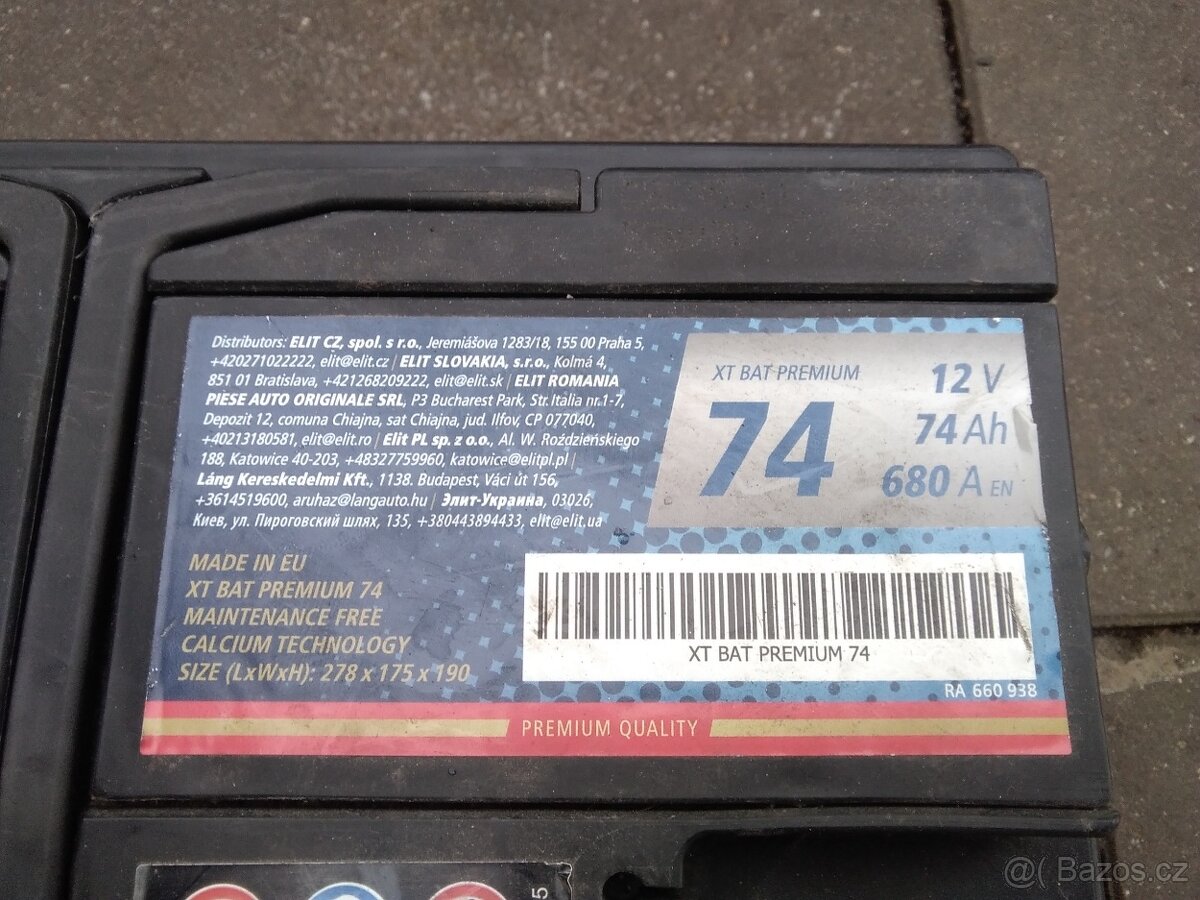 Distributors: ELIT CZ, spol. s r.o., Jeremiášova 1283/18, 155 00 Praha 5,
+420271022222, elit@elit.cz | ELIT SLOVAKIA, s.r.o., Kolmá 4,
851 01 Bratislava, +421268209222, elit@elit.sk | ELIT ROMANIA
PIESE AUTO ORIGINALE SRL, P3 Bucharest Park, Str. Italia nr.1-7,
Depozit 12, comuna Chiajna, sat Chiajna, jud. Ilfov, CP 077040,
+40213180581, elit@elit.ro | Elit PL sp. z o.o., Al. W. Roździeńskiego
188, Katowice 40-203, +48327759960, katowice@elitpl.pl |
Láng Kereskedelmi Kft., 1138. Budapest, Váci út 156,
+3614519600, aruhaz@langauto.hu | Элит-Украина, 03026,
Киев, ул. Пироговский шлях, 135, +380443894433, elit@elit.ua
XT BAT PREMIUM
74
12 V
74 Ah
680 A EN
MADE IN EU
XT BAT PREMIUM 74
MAINTENANCE FREE
CALCIUM TECHNOLOGY
SIZE (LxWxH): 278 x 175 x 190
XT BAT PREMIUM 74
RA 660 938
PREMIUM QUALITY
5
@ Bazos.cz